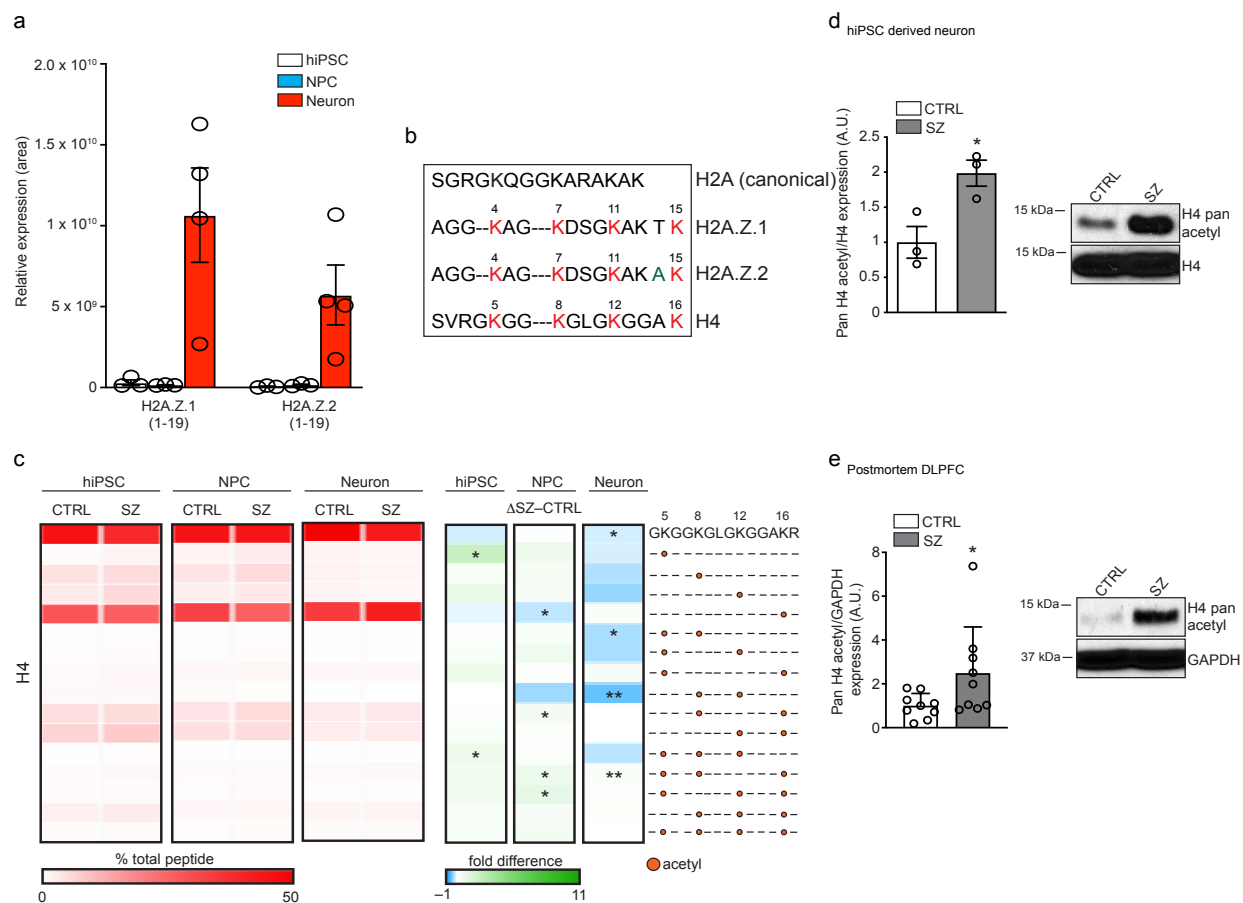 a
2.0 x 10¹⁰
1.5 x 10¹⁰
1 x 10¹⁰
5 x 10⁹
0
Relative expression (area)
hiPSC
NPC
Neuron
H2A.Z.1
(1-19)
H2A.Z.2
(1-19)
b
SGRGKQGGKARAKAK H2A (canonical)
4 7 11 15
AGG--KAG---KDSGKAK T K H2A.Z.1
4 7 11 15
AGG--KAG---KDSGKAK A K H2A.Z.2
5 8 12 16
SVRGKGG---KGLGKGGA K H4
c
hiPSC NPC Neuron
CTRL SZ CTRL SZ CTRL SZ
H4
% total peptide
0 50
hiPSC NPC Neuron
ΔSZ–CTRL
5 8 12 16
GKGGKGLGKGGAKR
*
*
*
*
**
*
*
* **
*
fold difference
–1 11
acetyl
d hiPSC derived neuron
CTRL
SZ
Pan H4 acetyl/H4 expression (A.U.)
2.5
2
1.5
1
0.5
0
*
CTRL SZ
15 kDa
H4 pan
acetyl
15 kDa
H4
e Postmortem DLPFC
CTRL
SZ
Pan H4 acetyl/GAPDH
expression (A.U.)
8
6
4
2
0
*
CTRL SZ
15 kDa
H4 pan
acetyl
37 kDa
GAPDH